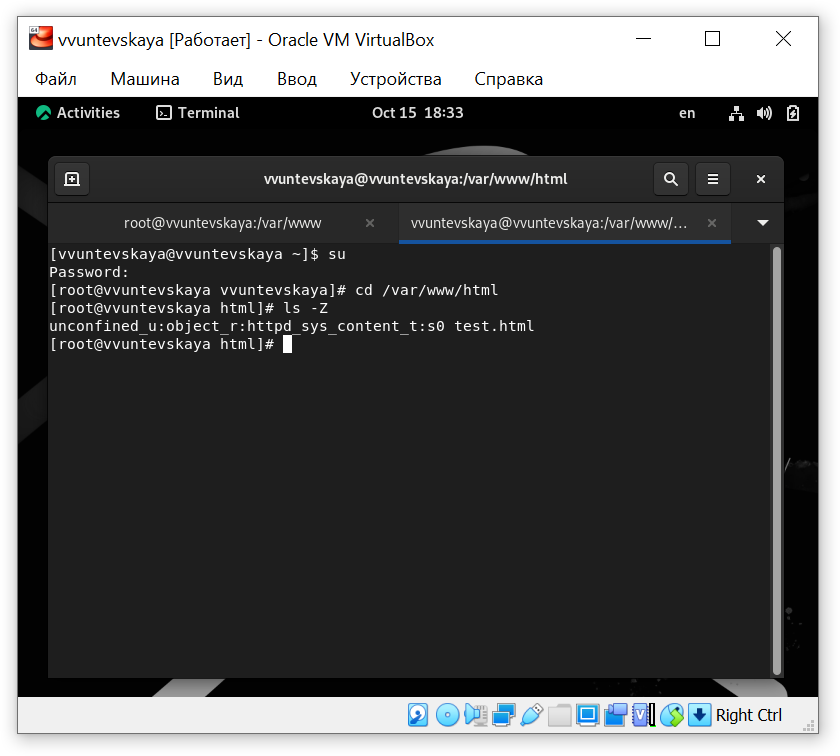 vvuntevskaya [Работает] - Oracle VM VirtualBox
Файл Машина Вид Ввод Устройства Справка
Activities Terminal Oct 15 18:33 en
vvuntevskaya@vvuntevskaya:/var/www/html
root@vvuntevskaya:/var/www × vvuntevskaya@vvuntevskaya:/var/www/... ×
[vvuntevskaya@vvuntevskaya ~]$ su
Password:
[root@vvuntevskaya vvuntevskaya]# cd /var/www/html
[root@vvuntevskaya html]# ls -Z
unconfined_u:object_r:httpd_sys_content_t:s0 test.html
[root@vvuntevskaya html]#
Right Ctrl